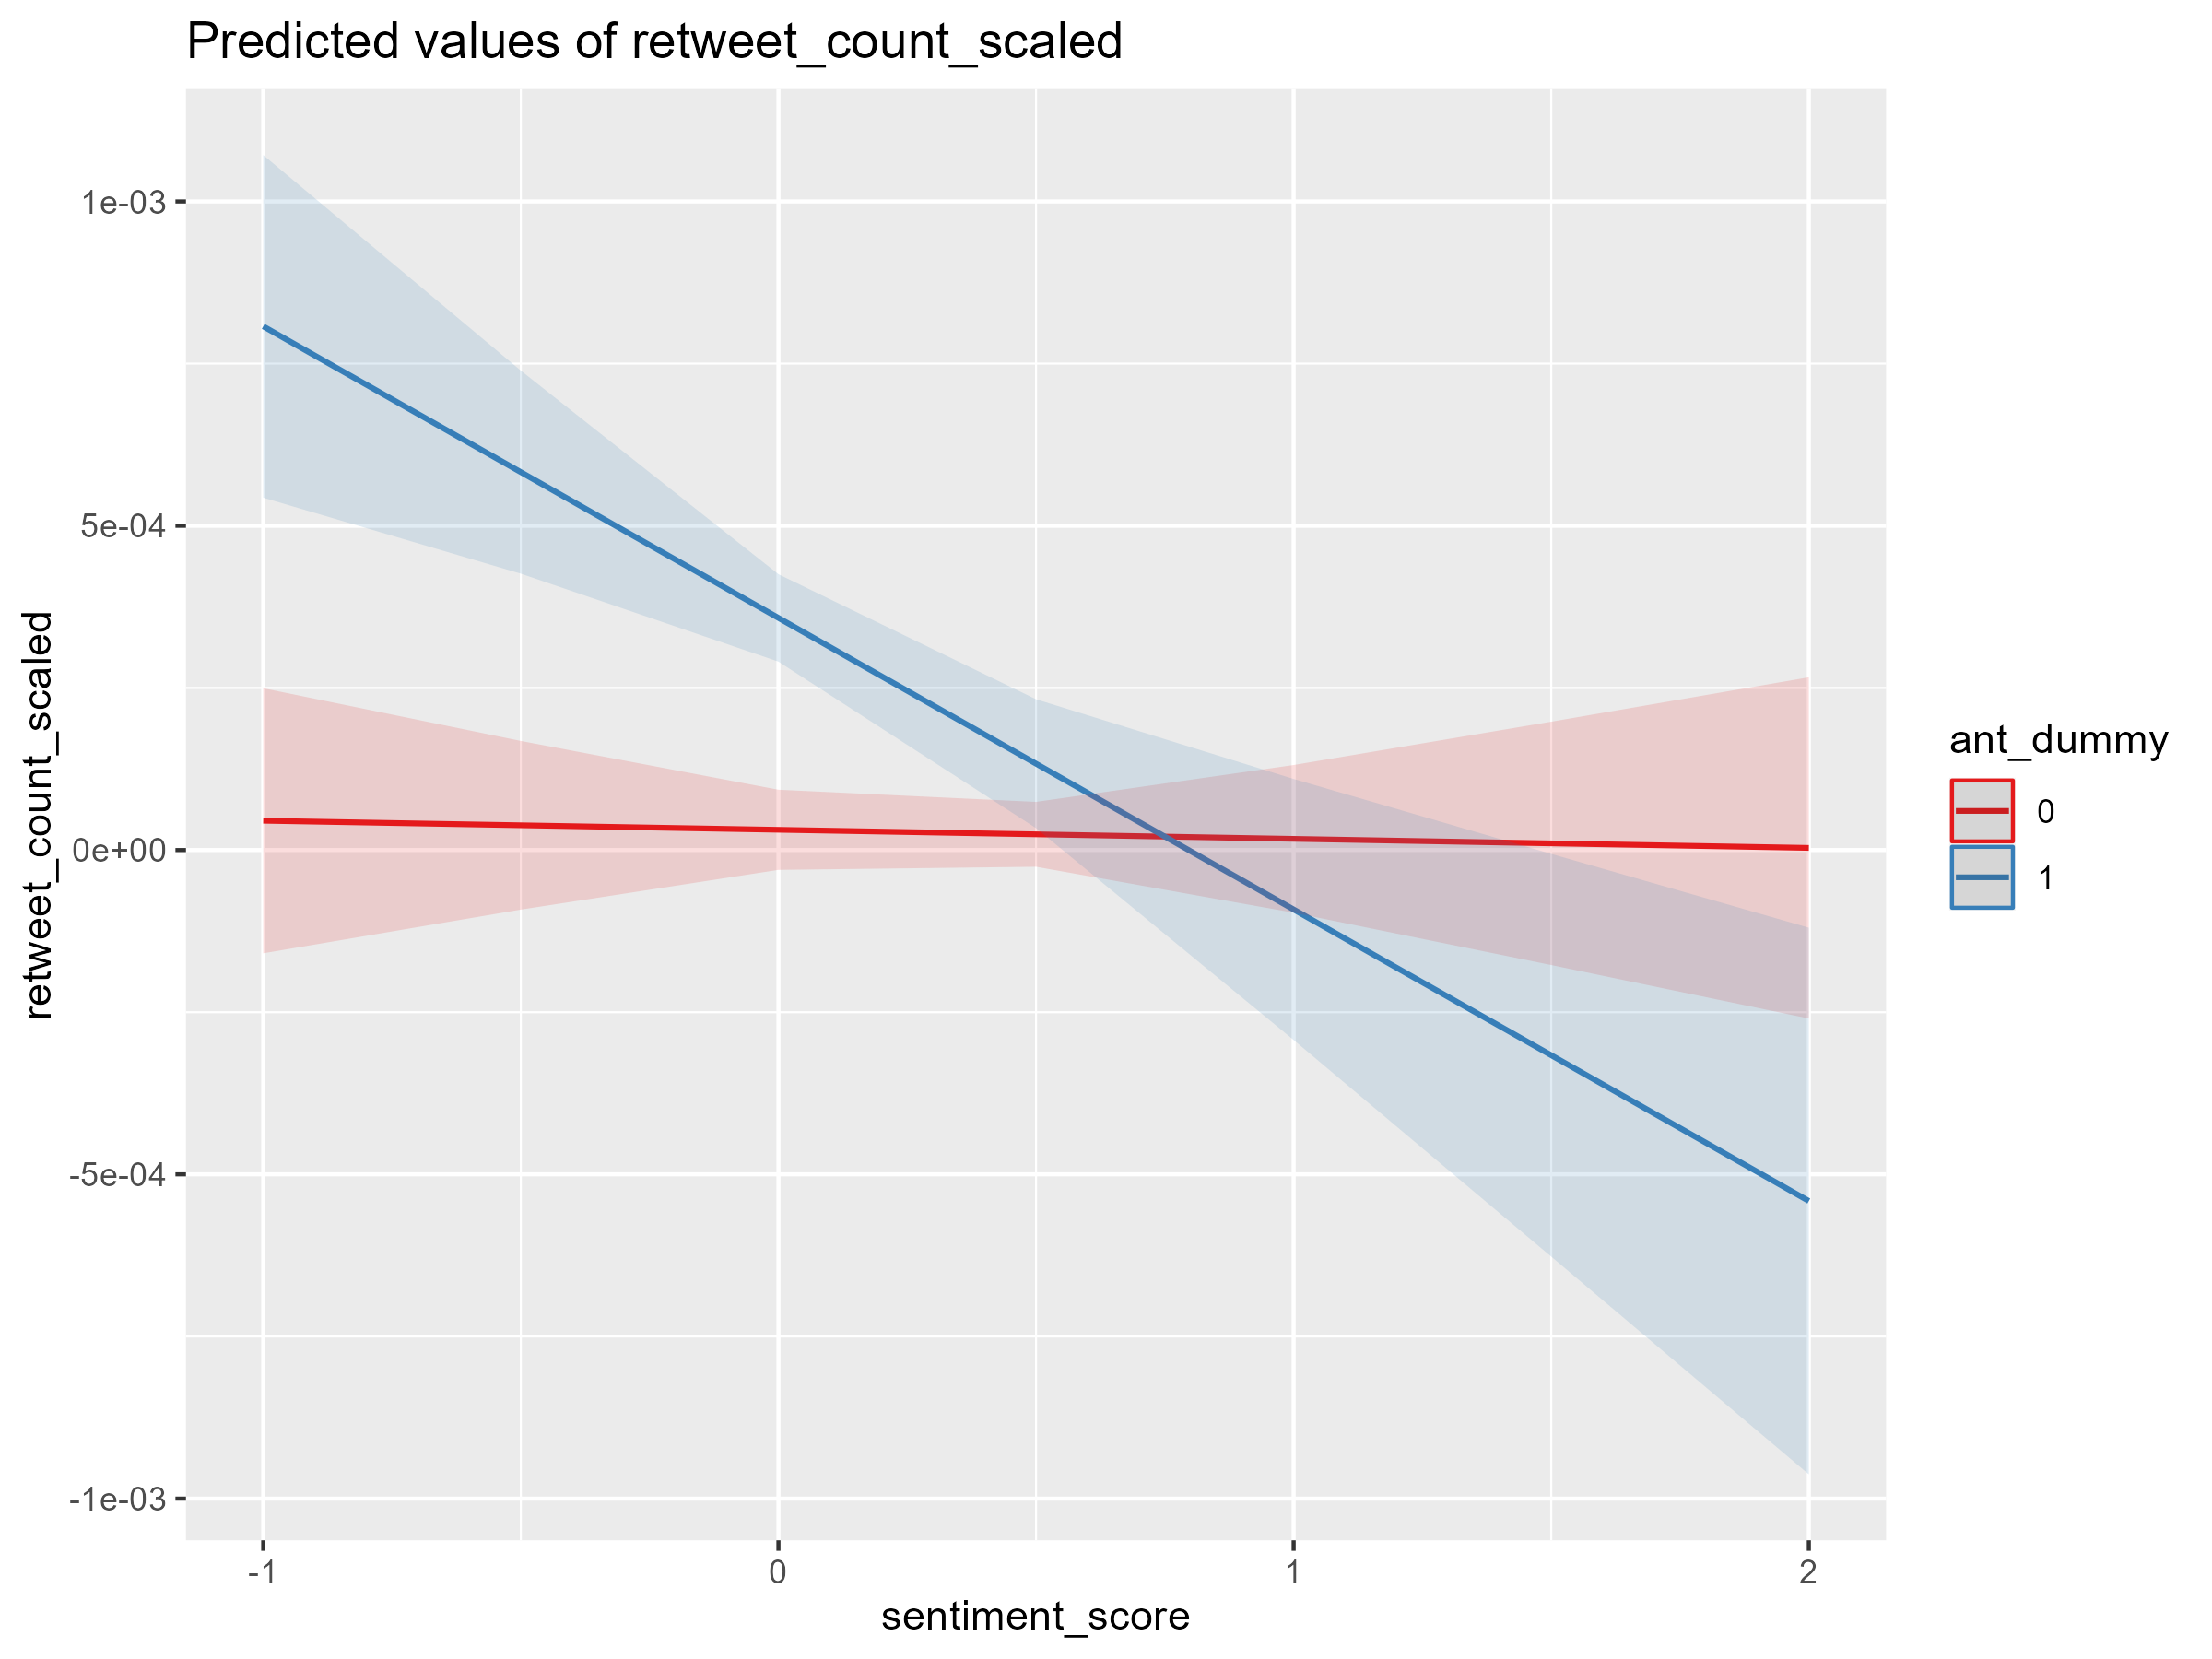 Predicted values of retweet_count_scaled
retweet_count_scaled
1e-03
5e-04
0e+00
-5e-04
-1e-03
-1
0
1
2
sentiment_score
ant_dummy
0
1